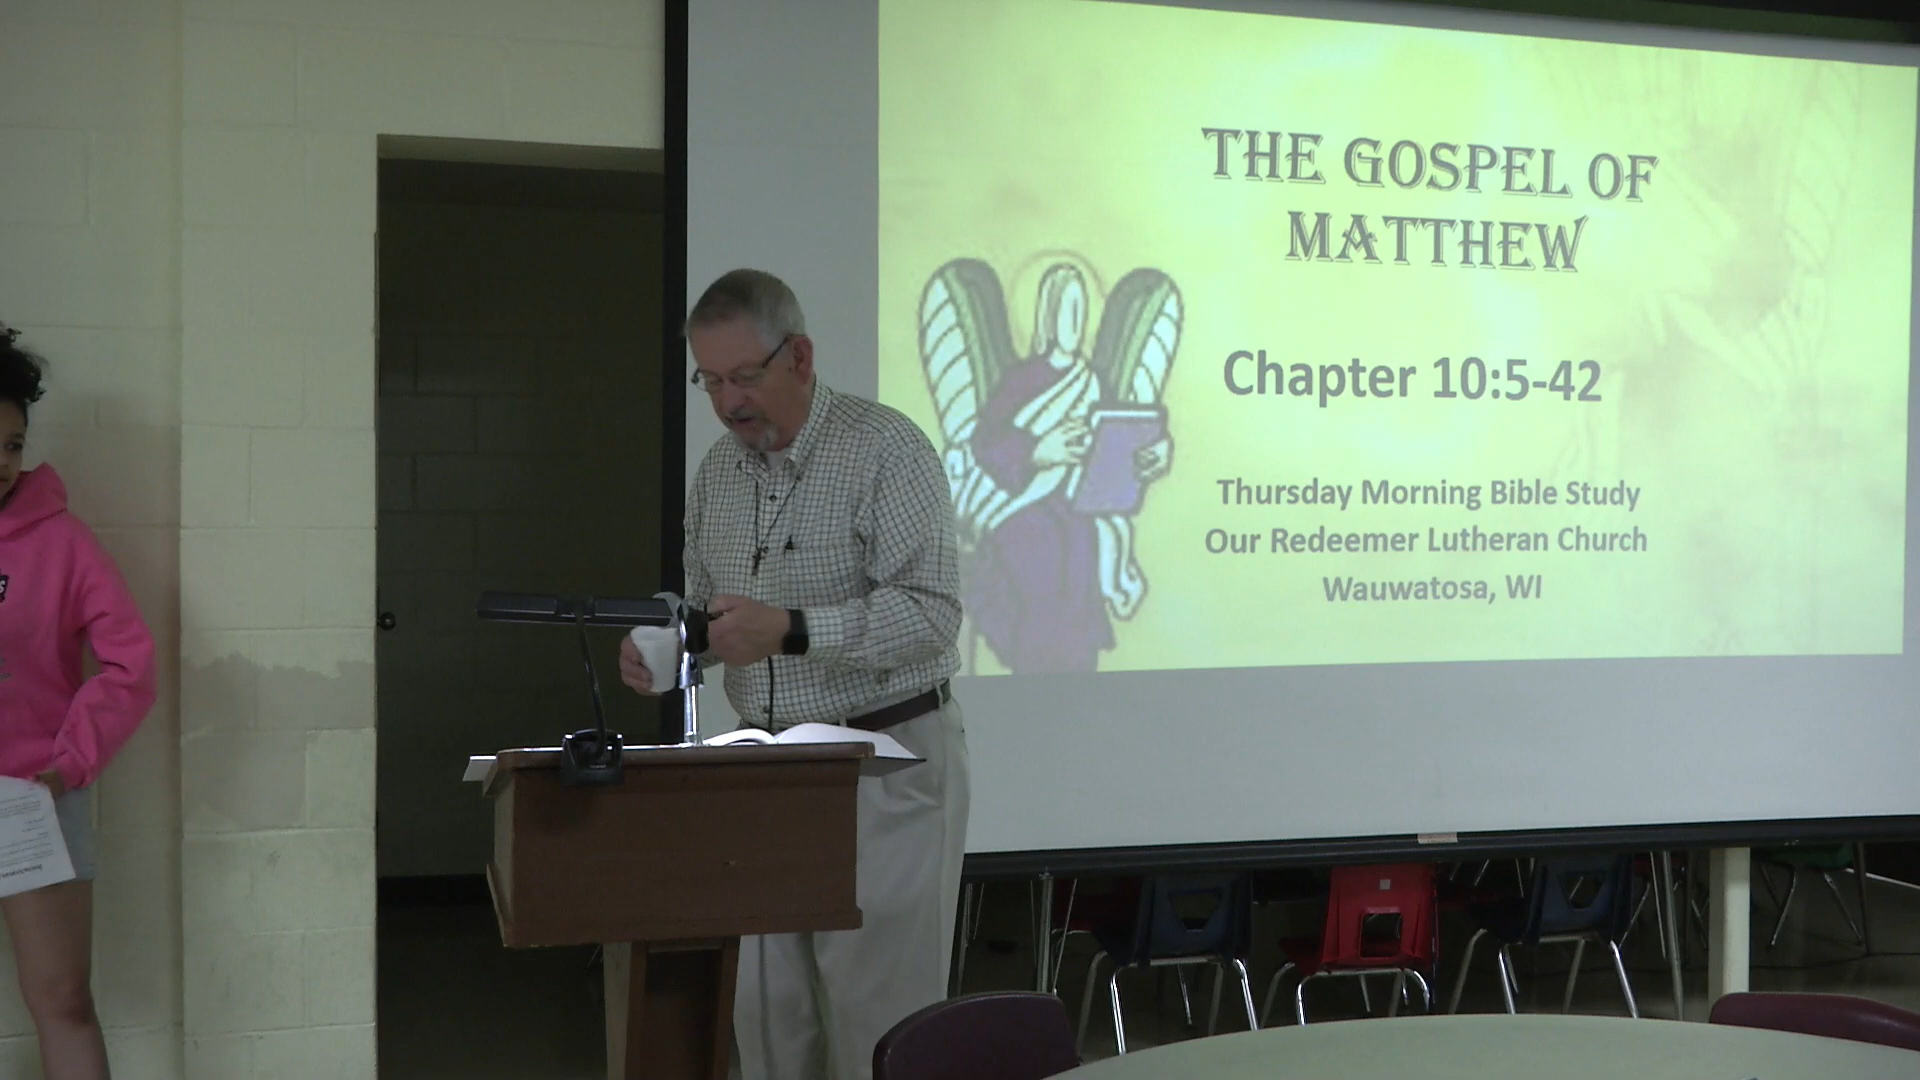 THE GOSPEL OF
MATTHEW
Chapter 10:5-42
Thursday Morning Bible Study
Our Redeemer Lutheran Church
Wauwatosa, WI